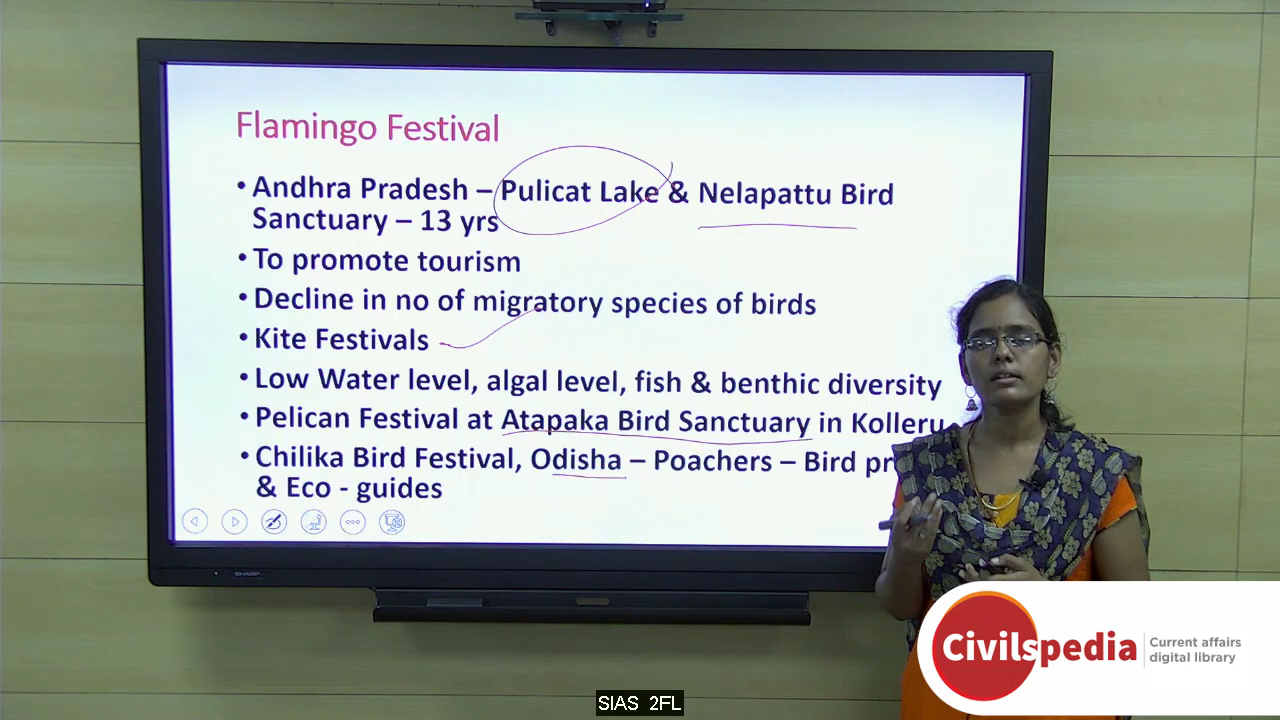 Flamingo Festival
• Andhra Pradesh – Pulicat Lake & Nelapattu Bird
Sanctuary – 13 yrs
• To promote tourism
• Decline in no of migratory species of birds
• Kite Festivals
• Low Water level, algal level, fish & benthic diversity
• Pelican Festival at Atapaka Bird Sanctuary in Kolleru
• Chilika Bird Festival, Odisha – Poachers – Bird pr
& Eco - guides
SHARP
Civilspedia
Current affairs
digital library
SIAS 2FL